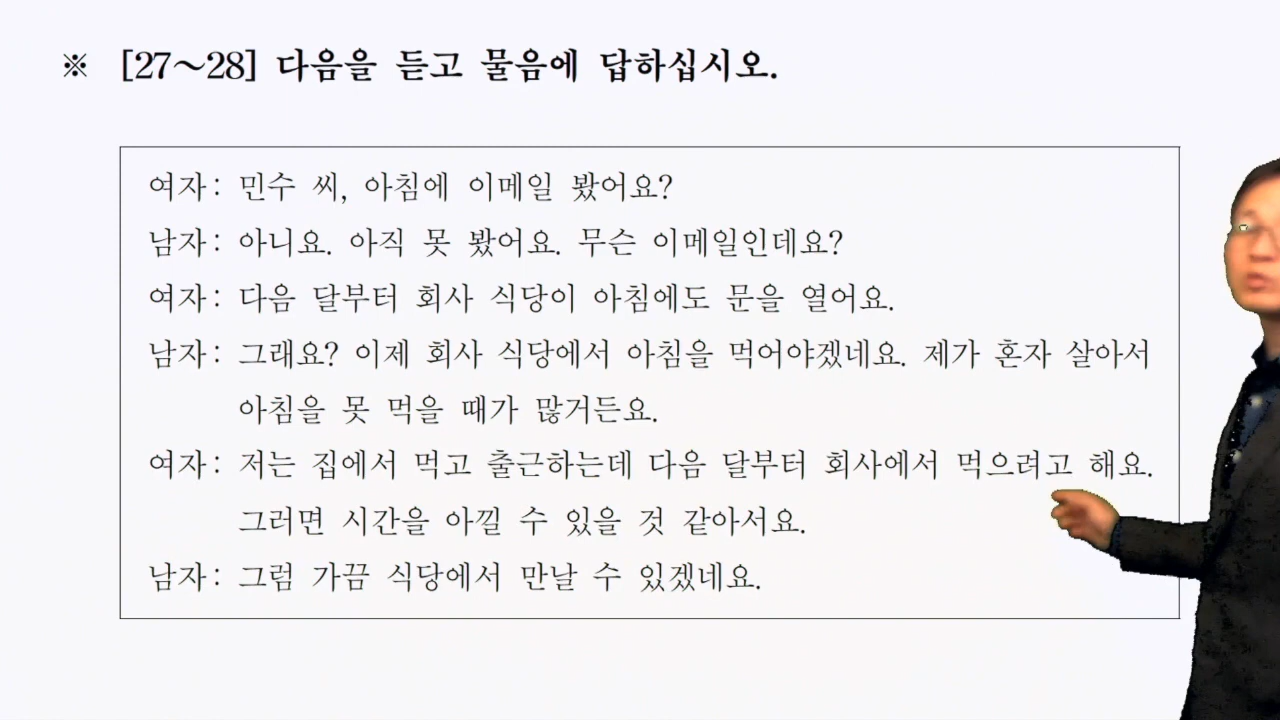 ※ [27～28] 다음을 듣고 물음에 답하십시오.
여자: 민수 씨, 아침에 이메일 봤어요?
남자: 아니요. 아직 못 봤어요. 무슨 이메일인데요?
여자: 다음 달부터 회사 식당이 아침에도 문을 열어요.
남자: 그래요? 이제 회사 식당에서 아침을 먹어야겠네요. 제가 혼자 살아서
아침을 못 먹을 때가 많거든요.
여자: 저는 집에서 먹고 출근하는데 다음 달부터 회사에서 먹으려고 해요.
그러면 시간을 아낄 수 있을 것 같아서요.
남자: 그럼 가끔 식당에서 만날 수 있겠네요.